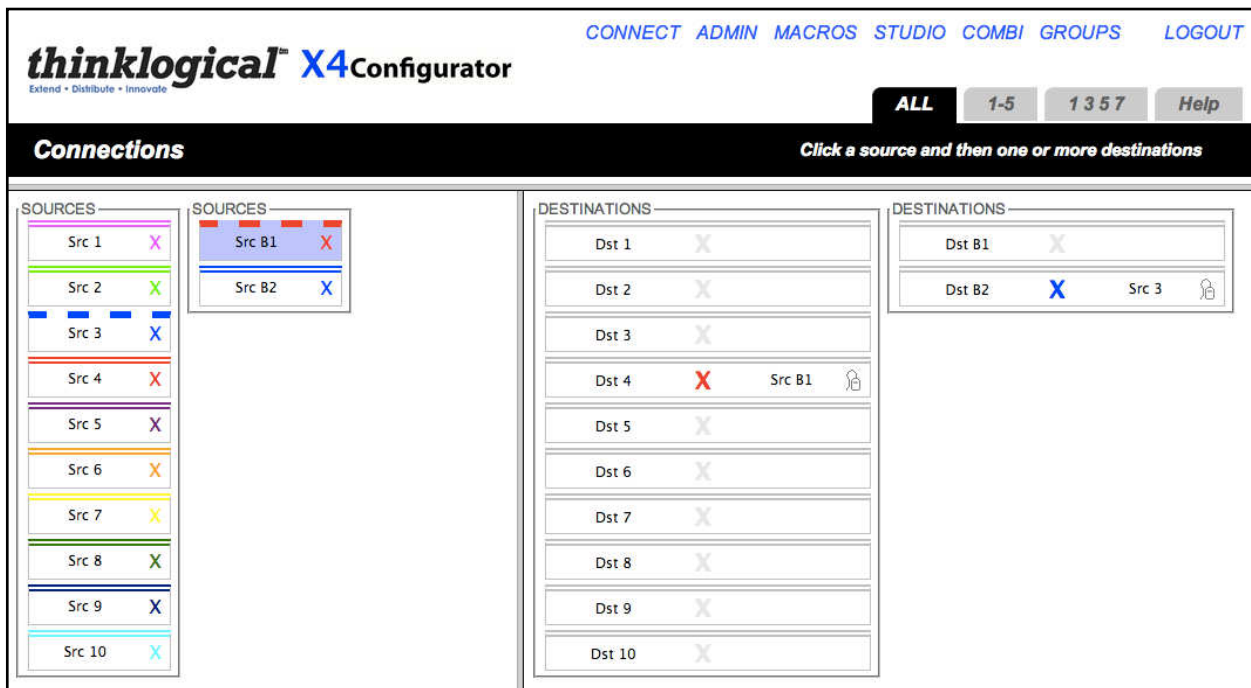 CONNECT ADMIN MACROS STUDIO COMBI GROUPS LOGOUT
thinklogical™ X4Configurator
Extend • Distribute • Innovate
ALL 1-5 1 3 5 7 Help
Connections Click a source and then one or more destinations
SOURCES
Src 1 X
Src 2 X
Src 3 X
Src 4 X
Src 5 X
Src 6 X
Src 7 X
Src 8 X
Src 9 X
Src 10 X
SOURCES
Src B1 X
Src B2 X
DESTINATIONS
Dst 1 X
Dst 2 X
Dst 3 X
Dst 4 X Src B1
Dst 5 X
Dst 6 X
Dst 7 X
Dst 8 X
Dst 9 X
Dst 10 X
DESTINATIONS
Dst B1 X
Dst B2 X Src 3